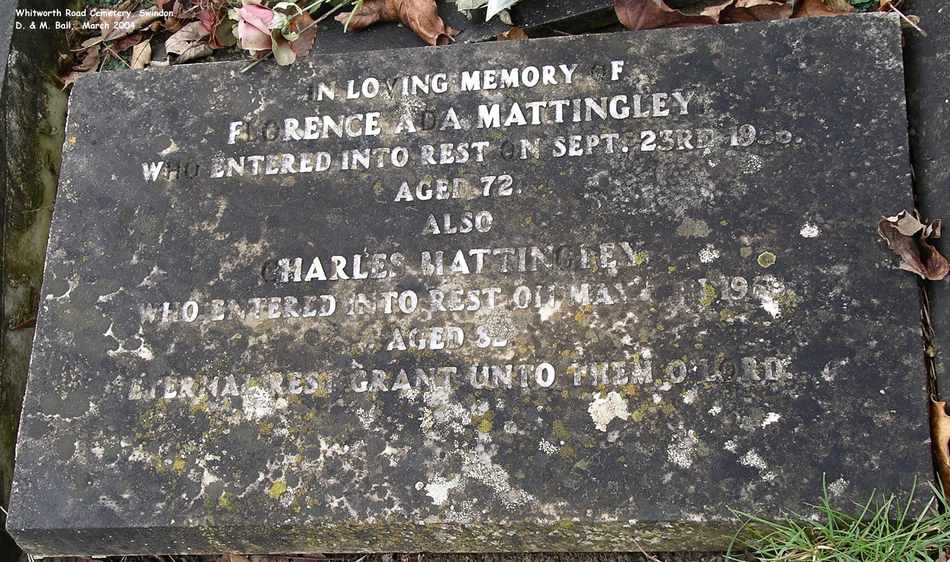 Whitworth Road Cemetery, Swindon
D. & M. Ball, March 2004
IN LOVING MEMORY OF
FLORENCE ADA MATTINGLEY
WHO ENTERED INTO REST ON SEPT. 23RD
AGED 72.
ALSO
CHARLES MATTINGLEY
WHO ENTERED INTO REST ON MAY
AGED 82
ETERNAL REST GRANT UNTO THEM O LORD.